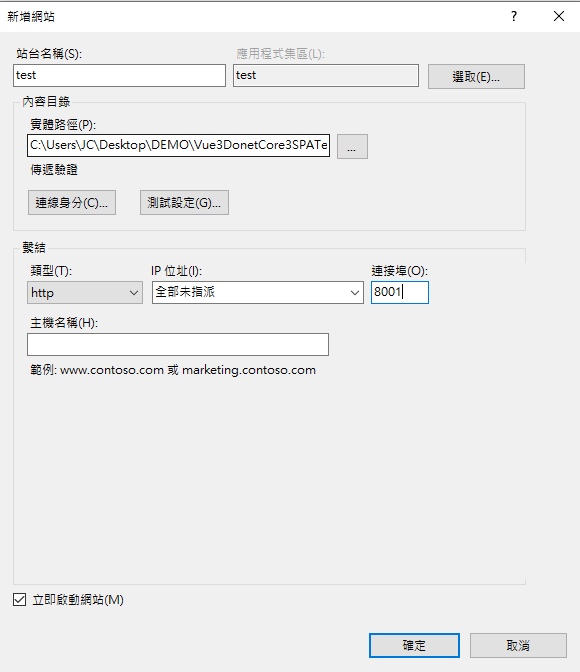 新增網站
?
站台名稱(S):
應用程式集區(L):
test
test
選取(E)...
內容目錄
實體路徑(P):
C:\Users\JC\Desktop\DEMO\Vue3DonetCore3SPATe
...
傳遞驗證
連線身分(C)...
測試設定(G)...
繫結
類型(T):
IP 位址(I):
連接埠(O):
http
全部未指派
8001
主機名稱(H):
範例: www.contoso.com 或 marketing.contoso.com
立即啟動網站(M)
確定
取消